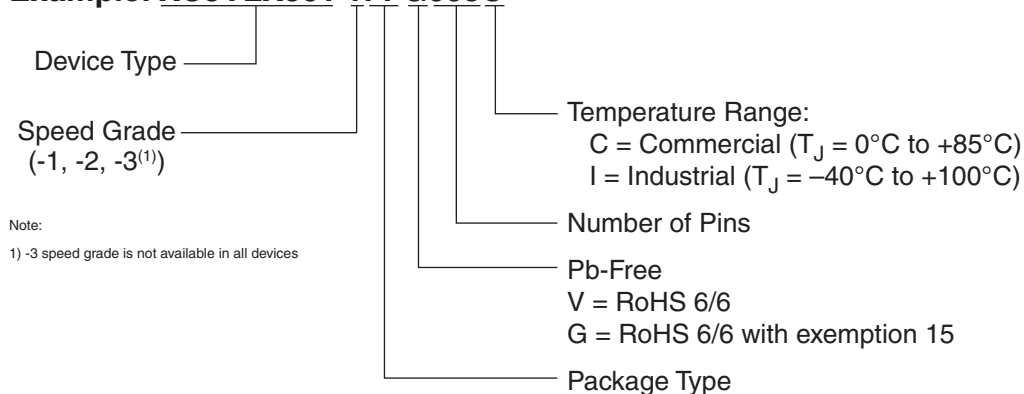 Device Type
Speed Grade
(-1, -2, -3(1))
Note:
1) -3 speed grade is not available in all devices
Temperature Range:
C = Commercial (TJ = 0°C to +85°C)
I = Industrial (TJ = –40°C to +100°C)
Number of Pins
Pb-Free
V = RoHS 6/6
G = RoHS 6/6 with exemption 15
Package Type